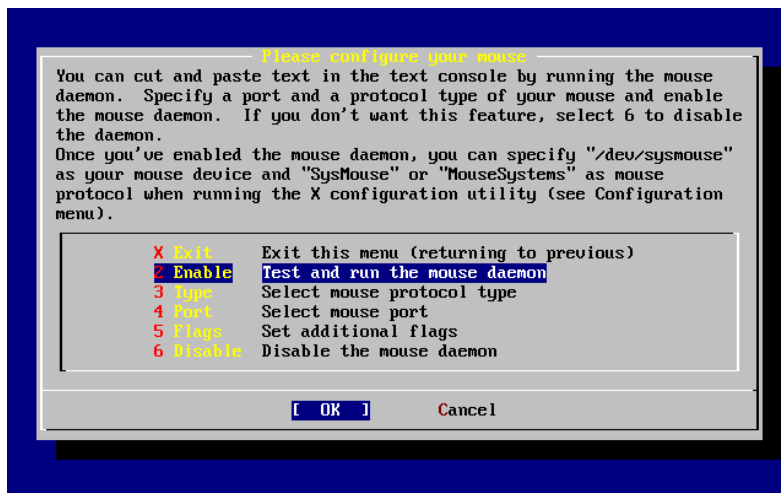 Please configure your mouse
You can cut and paste text in the text console by running the mouse
daemon.  Specify a port and a protocol type of your mouse and enable
the mouse daemon.  If you don't want this feature, select 6 to disable
the daemon.
Once you've enabled the mouse daemon, you can specify "/dev/sysmouse"
as your mouse device and "SysMouse" or "MouseSystems" as mouse
protocol when running the X configuration utility (see Configuration
menu).
X Exit Exit this menu (returning to previous)
2 Enable Test and run the mouse daemon
3 Type Select mouse protocol type
4 Port Select mouse port
5 Flags Set additional flags
6 Disable Disable the mouse daemon
[ OK ] Cancel